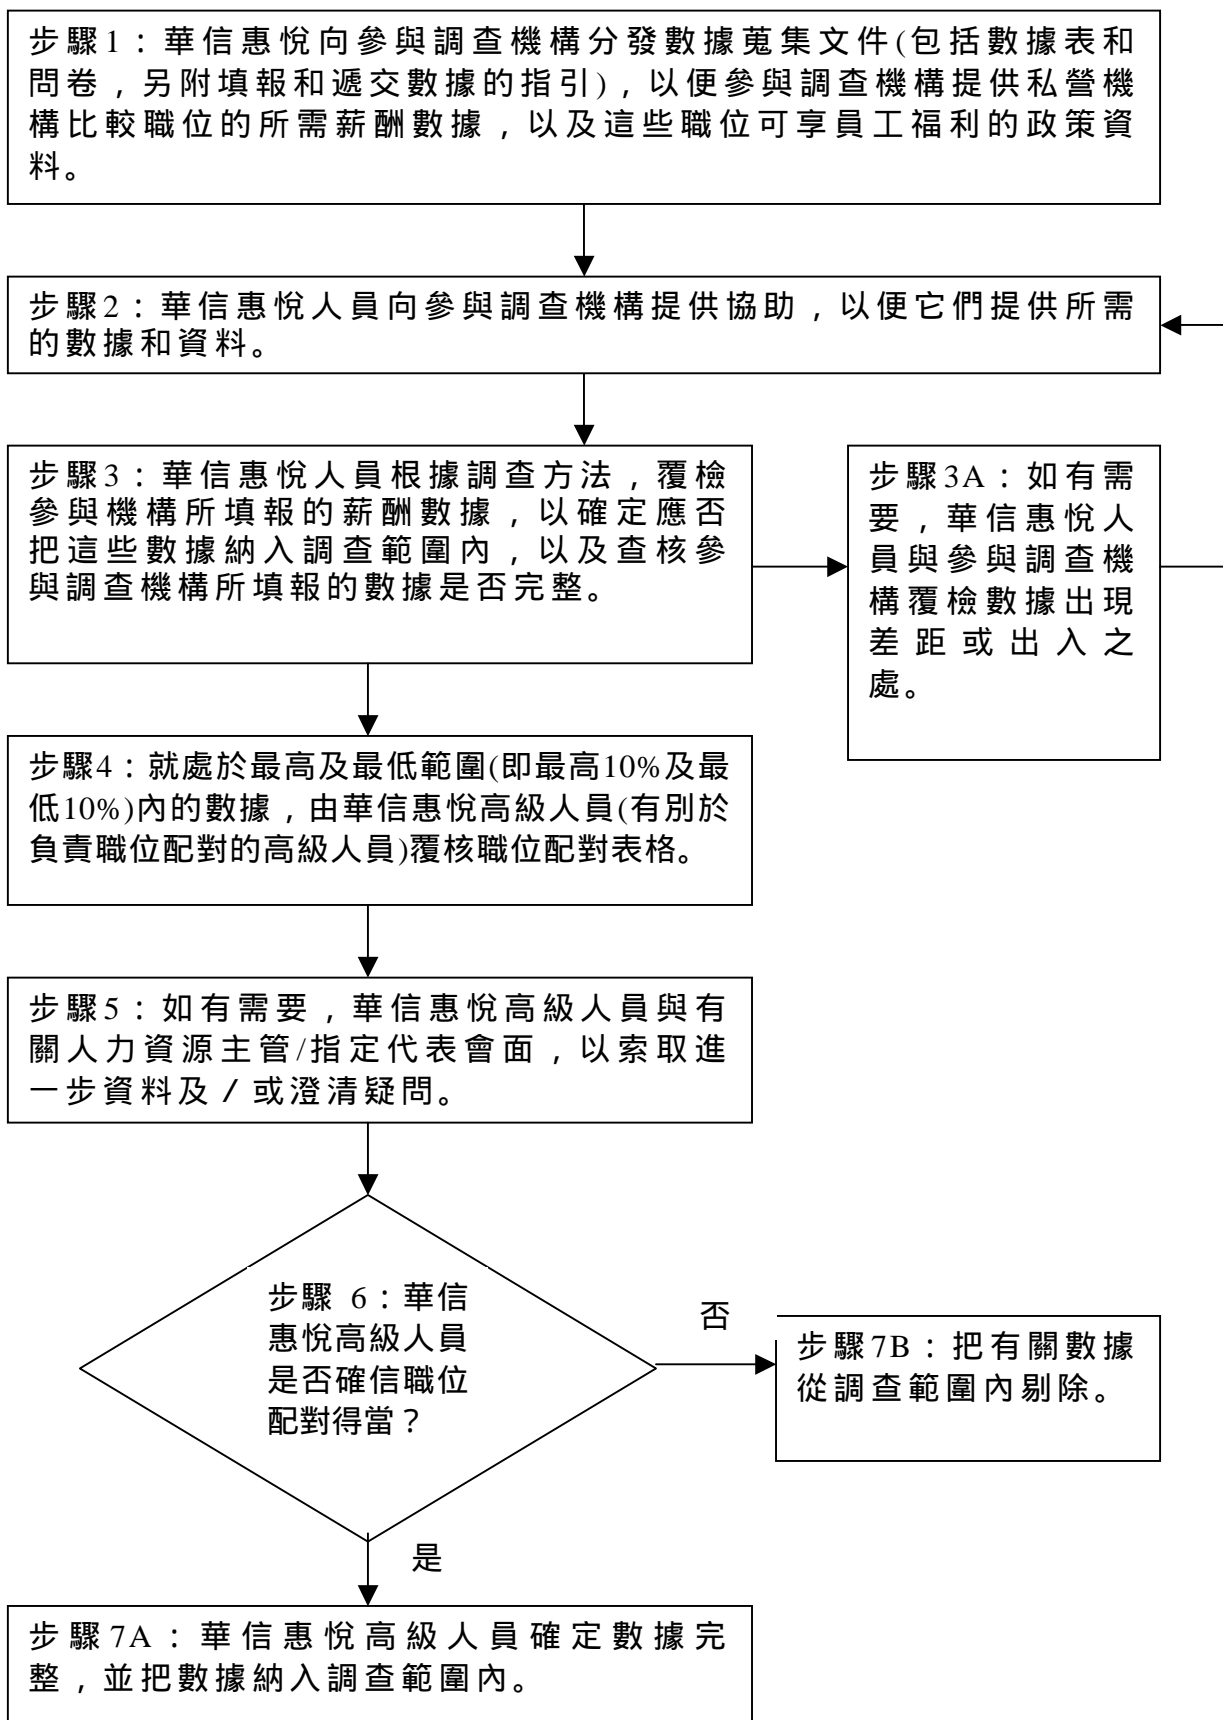 步驟1：華信惠悅向參與調查機構分發數據蒐集文件(包括數據表和
問卷，另附填報和遞交數據的指引)，以便參與調查機構提供私營機
構比較職位的所需薪酬數據，以及這些職位可享員工福利的政策資
料。
步驟2：華信惠悅人員向參與調查機構提供協助，以便它們提供所需
的數據和資料。
步驟3：華信惠悅人員根據調查方法，覆檢
參與機構所填報的薪酬數據，以確定應否
把這些數據納入調查範圍內，以及查核參
與調查機構所填報的數據是否完整。
步驟3A：如有需
要，華信惠悅人
員與參與調查機
構覆檢數據出現
差距或出入之
處。
步驟4：就處於最高及最低範圍(即最高10%及最
低10%)內的數據，由華信惠悅高級人員(有別於
負責職位配對的高級人員)覆核職位配對表格。
步驟5：如有需要，華信惠悅高級人員與有
關人力資源主管/指定代表會面，以索取進
一步資料及／或澄清疑問。
步驟 6：華信
惠悅高級人員
是否確信職位
配對得當？
否
步驟7B：把有關數據
從調查範圍內剔除。
是
步驟7A：華信惠悅高級人員確定數據完
整，並把數據納入調查範圍內。